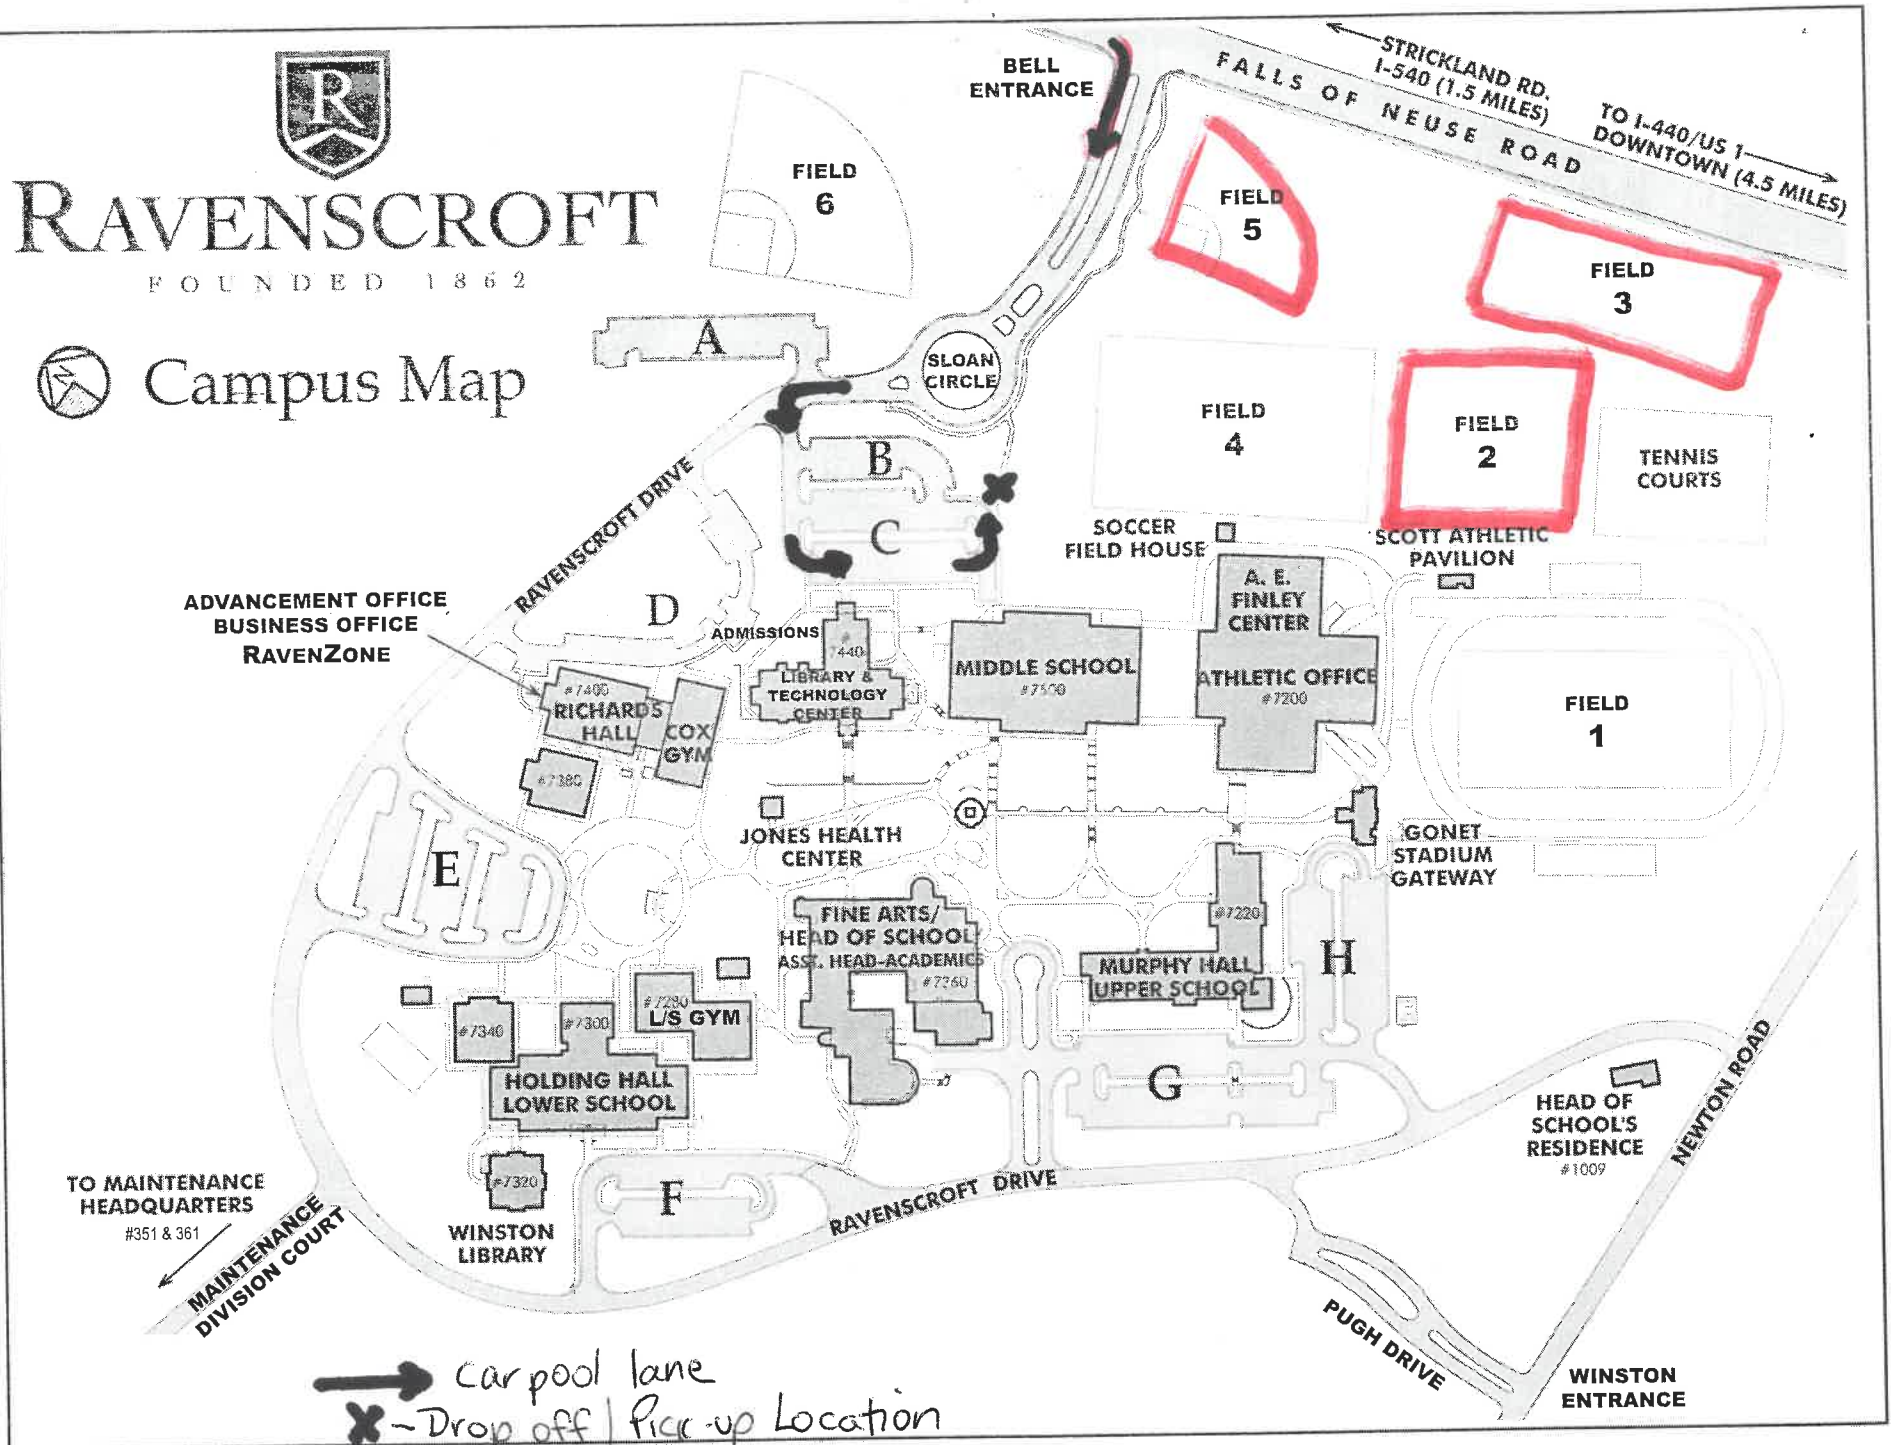 R
RAVENSCROFT
FOUNDED 1862
Campus Map
BELL
ENTRANCE
STRICKLAND RD.
I-540 (1.5 MILES)
FALLS OF NEUSE ROAD
TO I-440/US 1
DOWNTOWN (4.5 MILES)
FIELD
6
FIELD
5
FIELD
3
A
SLOAN
CIRCLE
FIELD
4
FIELD
2
TENNIS
COURTS
B
C
RAVENSCROFT DRIVE
SOCCER
FIELD HOUSE
SCOTT ATHLETIC
PAVILION
ADVANCEMENT OFFICE
BUSINESS OFFICE
RAVENZONE
D
ADMISSIONS
#
7440
LIBRARY &
TECHNOLOGY
CENTER
MIDDLE SCHOOL
#7500
A. E.
FINLEY
CENTER
ATHLETIC OFFICE
#7200
#7400
RICHARDS
HALL
COX
GYM
#7380
FIELD
1
JONES HEALTH
CENTER
GONET
STADIUM
GATEWAY
E
FINE ARTS/
HEAD OF SCHOOL
ASST. HEAD-ACADEMICS
#7260
#7220
MURPHY HALL
UPPER SCHOOL
H
#7280
L/S GYM
#7340
#7300
HOLDING HALL
LOWER SCHOOL
G
HEAD OF
SCHOOL'S
RESIDENCE
#1009
NEWTON ROAD
#7320
WINSTON
LIBRARY
F
RAVENSCROFT DRIVE
TO MAINTENANCE
HEADQUARTERS
#351 & 361
MAINTENANCE
DIVISION COURT
PUGH DRIVE
WINSTON
ENTRANCE
carpool lane
X - Drop off / Pick-up Location